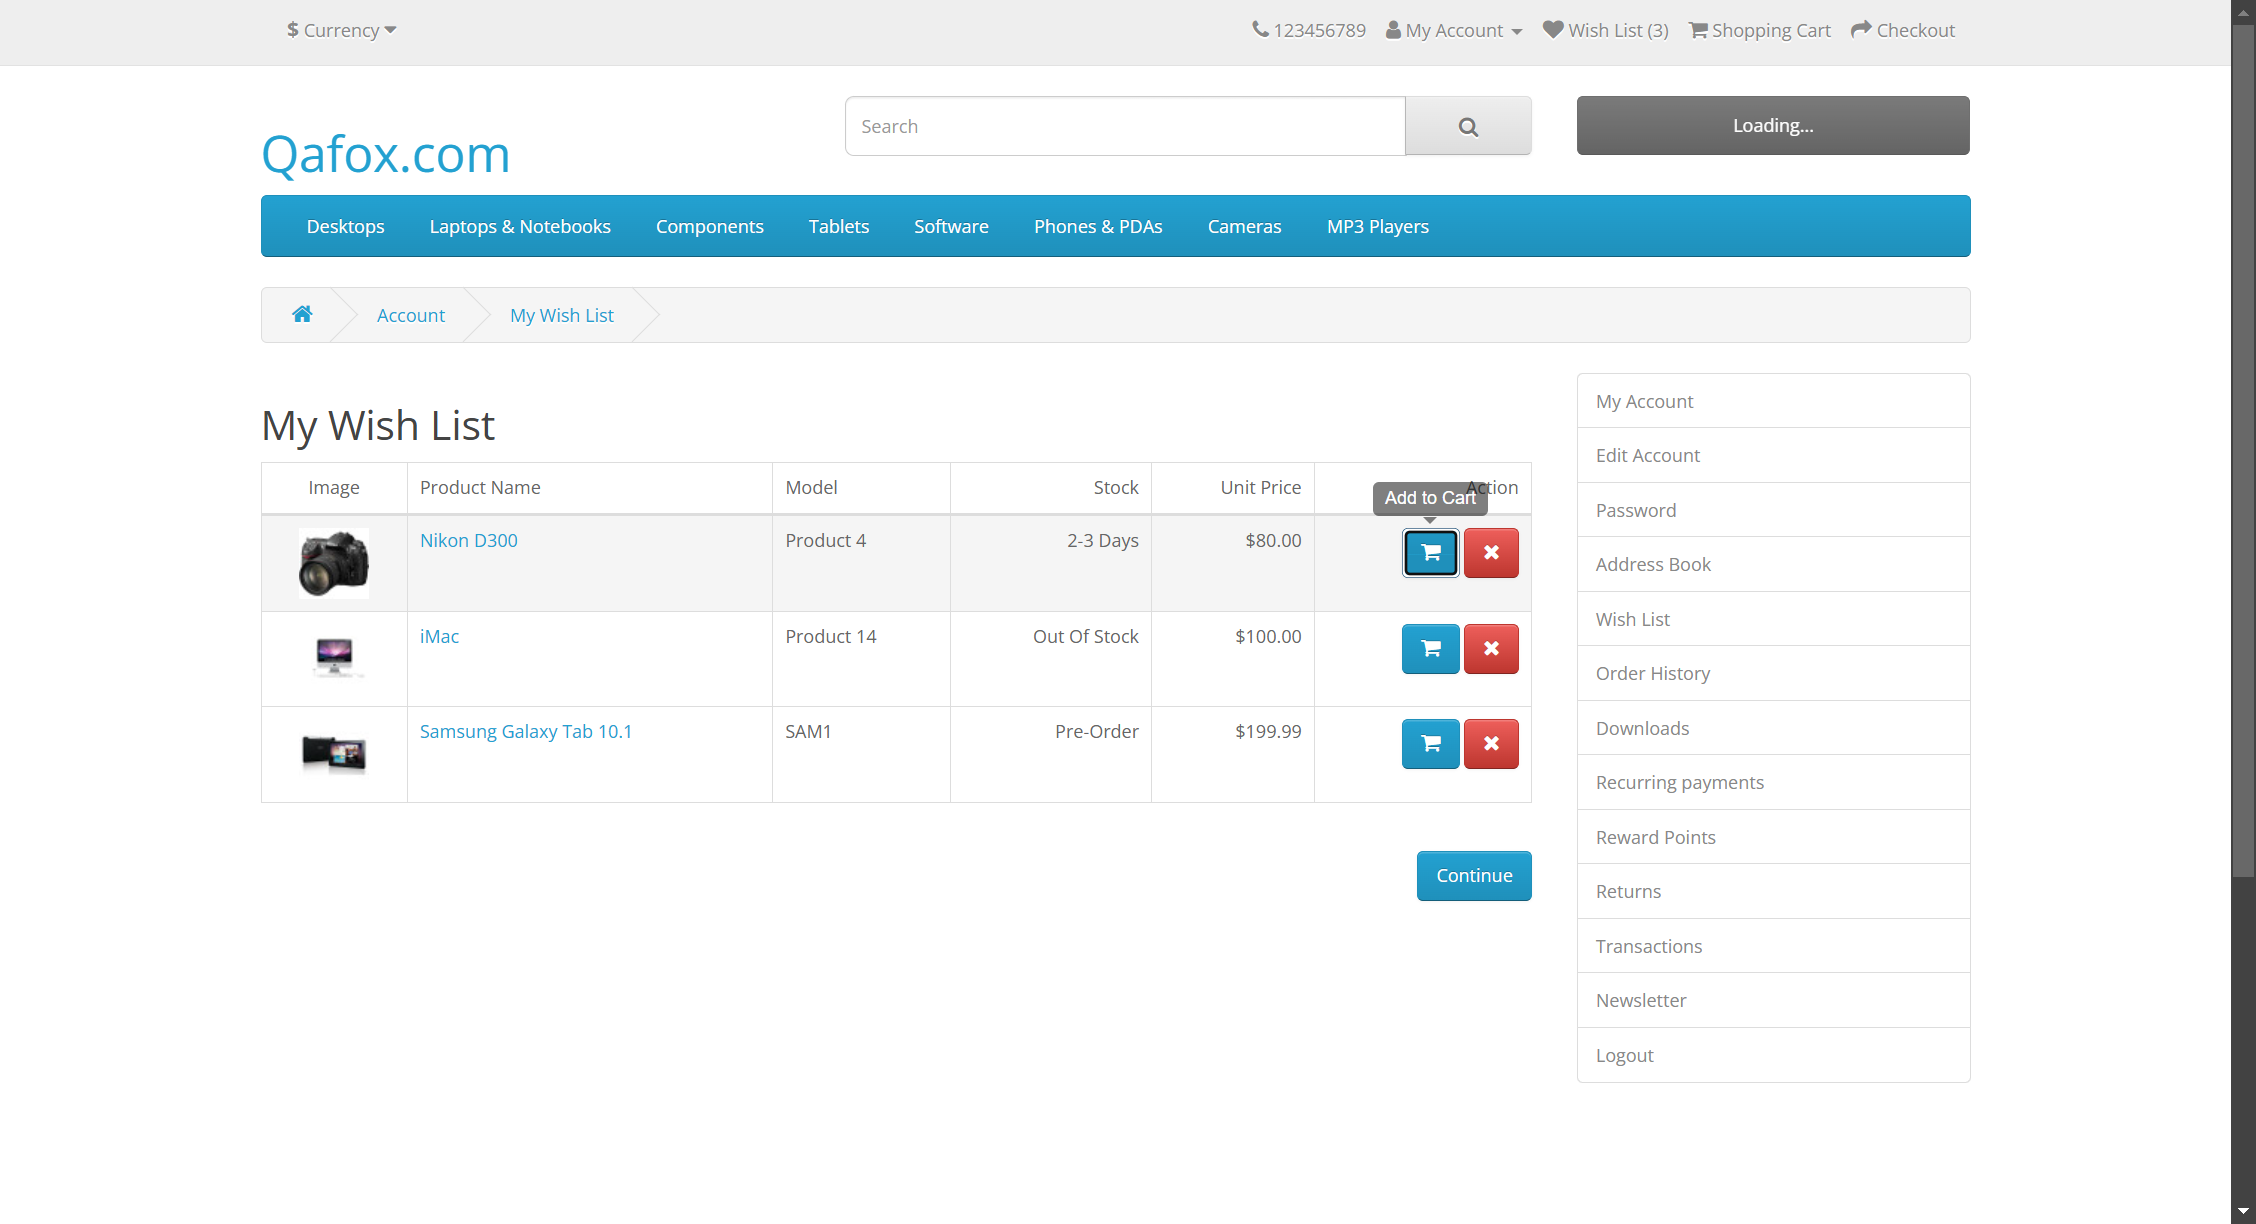 $ Currency
123456789 My Account Wish List (3) Shopping Cart Checkout
Qafox.com
Search
Loading...
Desktops Laptops & Notebooks Components Tablets Software Phones & PDAs Cameras MP3 Players
Account My Wish List
My Wish List
Image Product Name Model Stock Unit Price Action
Add to Cart
Nikon D300 Product 4 2-3 Days $80.00
iMac Product 14 Out Of Stock $100.00
Samsung Galaxy Tab 10.1 SAM1 Pre-Order $199.99
Continue
My Account
Edit Account
Password
Address Book
Wish List
Order History
Downloads
Recurring payments
Reward Points
Returns
Transactions
Newsletter
Logout